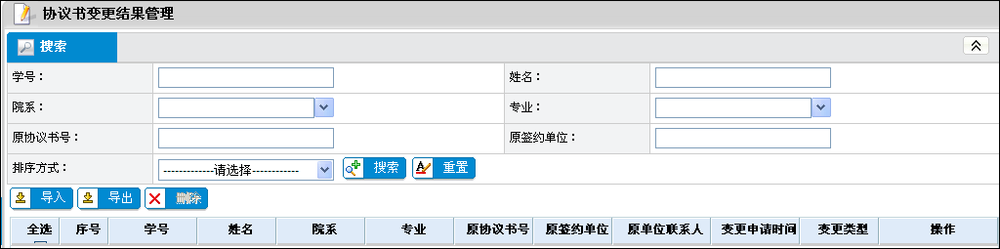 协议书变更结果管理
搜索
学号： 姓名：
院系： 专业：
原协议书号： 原签约单位：
排序方式： -------------请选择------------ 搜索 重置
导入 导出 删除
全选 序号 学号 姓名 院系 专业 原协议书号 原签约单位 原单位联系人 变更申请时间 变更类型 操作